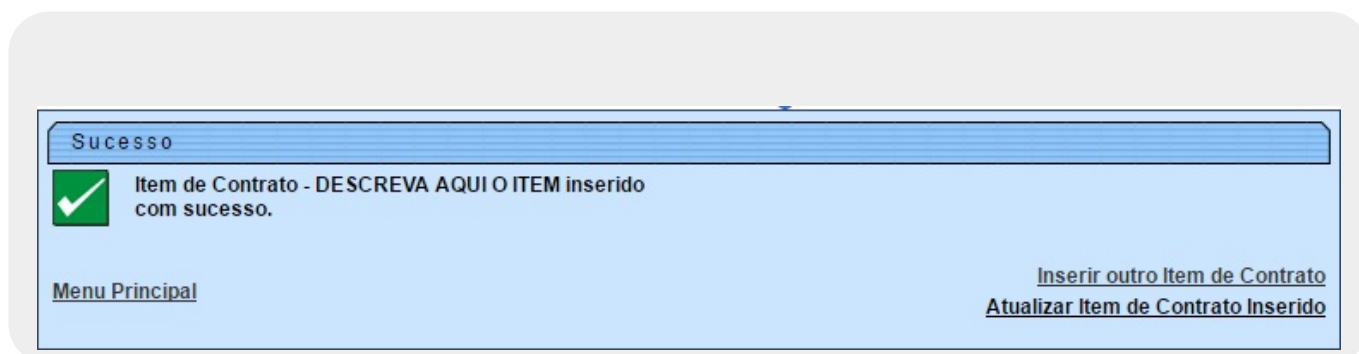 Sucesso
Item de Contrato - DESCREVA AQUI O ITEM inserido
com sucesso.
Inserir outro Item de Contrato
Menu Principal
Atualizar Item de Contrato Inserido